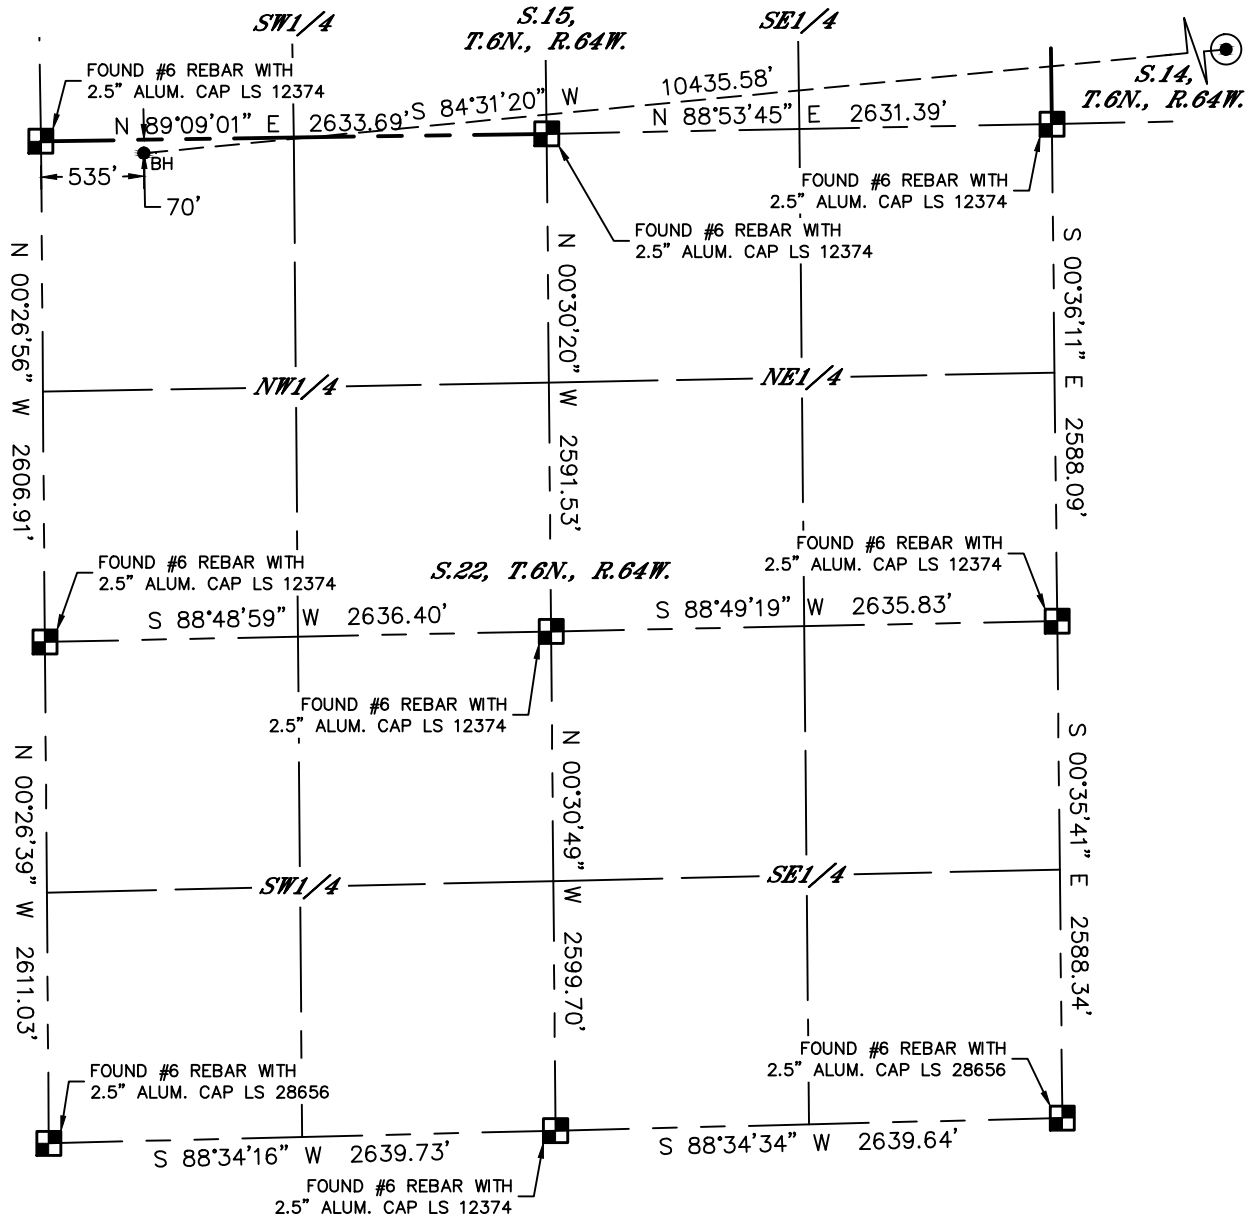 SW1/4
S.15,
T.6N., R.64W.
SE1/4
S.14,
T.6N., R.64W.
FOUND #6 REBAR WITH
2.5" ALUM. CAP LS 12374
10435.58'
S 84°31'20" W
N 89°09'01" E 2633.69'
N 88°53'45" E 2631.39'
BH
535'
70'
FOUND #6 REBAR WITH
2.5" ALUM. CAP LS 12374
FOUND #6 REBAR WITH
2.5" ALUM. CAP LS 12374
N 00°26'56" W 2606.91'
N 00°30'20" W 2591.53'
S 00°36'11" E 2588.09'
NW1/4
NE1/4
FOUND #6 REBAR WITH
2.5" ALUM. CAP LS 12374
S.22, T.6N., R.64W.
FOUND #6 REBAR WITH
2.5" ALUM. CAP LS 12374
S 88°48'59" W 2636.40'
S 88°49'19" W 2635.83'
FOUND #6 REBAR WITH
2.5" ALUM. CAP LS 12374
N 00°26'39" W 2611.03'
N 00°30'49" W 2599.70'
S 00°35'41" E 2588.34'
SW1/4
SE1/4
FOUND #6 REBAR WITH
2.5" ALUM. CAP LS 28656
FOUND #6 REBAR WITH
2.5" ALUM. CAP LS 28656
S 88°34'16" W 2639.73'
S 88°34'34" W 2639.64'
FOUND #6 REBAR WITH
2.5" ALUM. CAP LS 12374